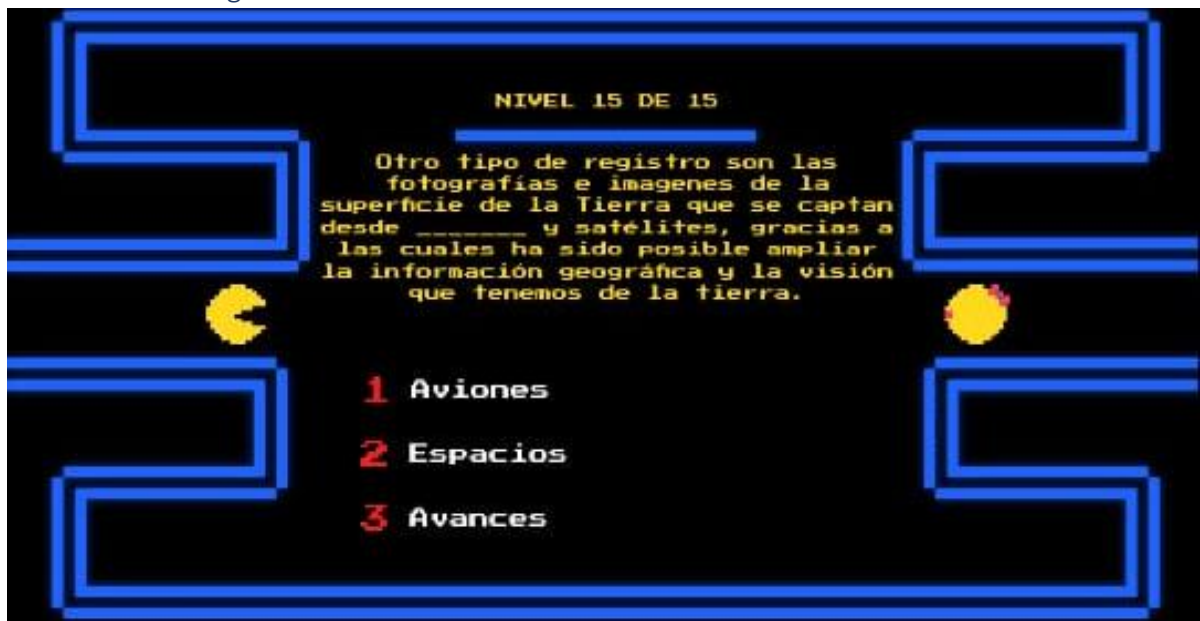 NIVEL 15 DE 15
Otro tipo de registro son las
fotografías e imagenes de la
superficie de la Tierra que se captan
desde _______ y satélites, gracias a
las cuales ha sido posible ampliar
la información geográfica y la visión
que tenemos de la tierra.
1 Aviones
2 Espacios
3 Avances